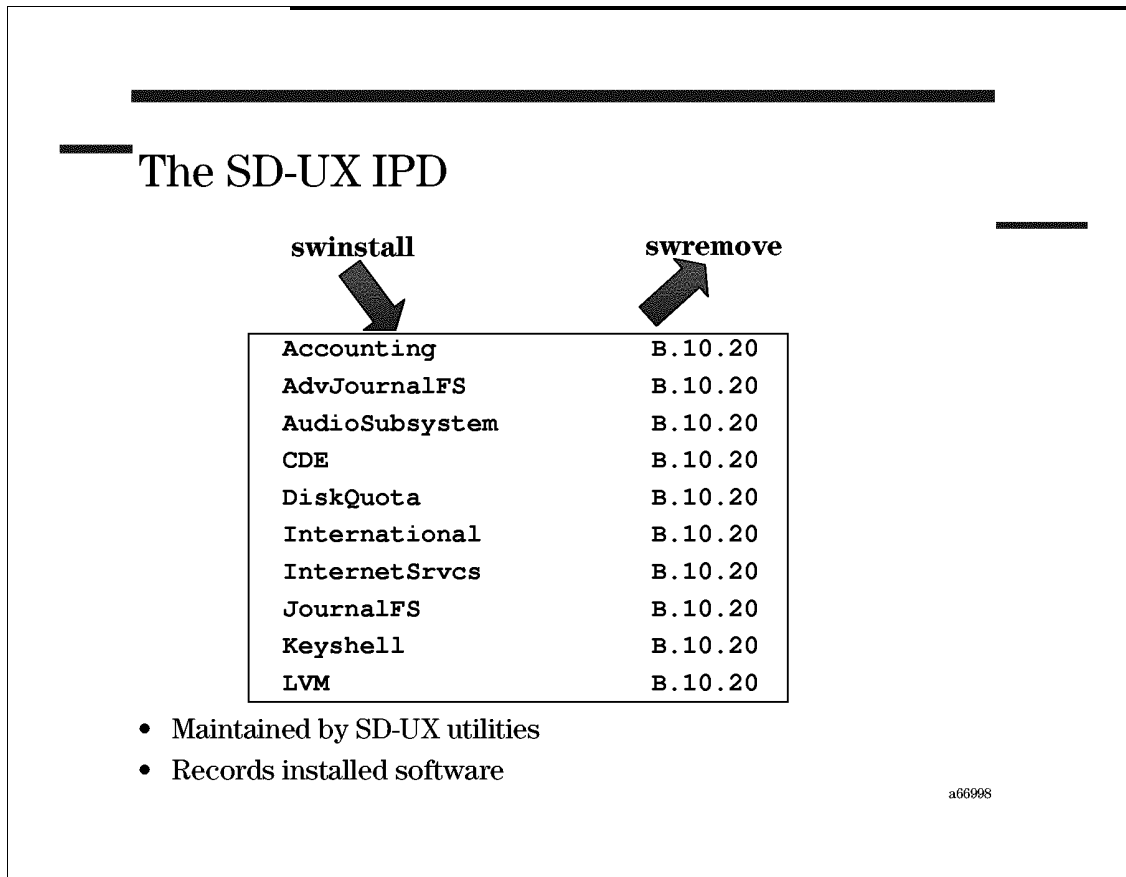 The SD-UX IPD
swinstall swremove
Accounting B.10.20
AdvJournalFS B.10.20
AudioSubsystem B.10.20
CDE B.10.20
DiskQuota B.10.20
International B.10.20
InternetSrvcs B.10.20
JournalFS B.10.20
Keyshell B.10.20
LVM B.10.20
• Maintained by SD-UX utilities
• Records installed software
a66998